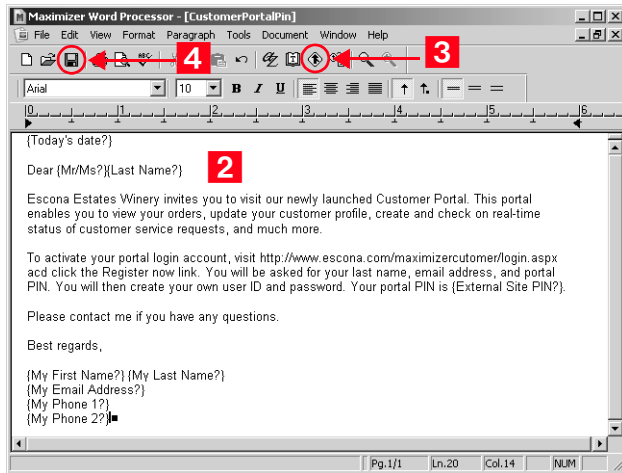 Maximizer Word Processor - [CustomerPortalPin]
File Edit View Format Paragraph Tools Document Window Help
4 3
Arial 10 B I U
0 1 2 3 4 5 6
{Today's date?}
Dear {Mr/Ms?}{Last Name?}
2
Escona Estates Winery invites you to visit our newly launched Customer Portal. This portal
enables you to view your orders, update your customer profile, create and check on real-time
status of customer service requests, and much more.
To activate your portal login account, visit http://www.escona.com/maximizercutomer/login.aspx
acd click the Register now link. You will be asked for your last name, email address, and portal
PIN. You will then create your own user ID and password. Your portal PIN is {External Site PIN?}.
Please contact me if you have any questions.
Best regards,
{My First Name?} {My Last Name?}
{My Email Address?}
{My Phone 1?}
{My Phone 2?}
Pg.1/1 Ln.20 Col.14 NUM